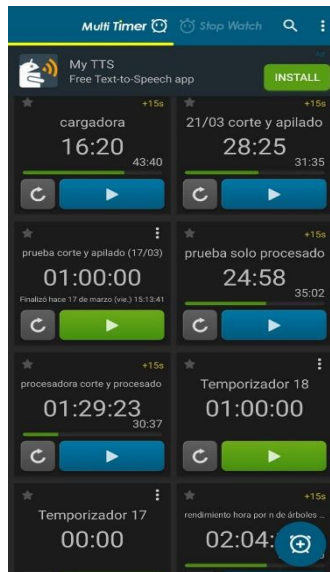 Multi Timer Stop Watch
My TTS
Free Text-to-Speech app
INSTALL
+15s +15s
cargadora 21/03 corte y apilado
16:20 28:25
43:40 31:35
prueba corte y apilado (17/03) prueba solo procesado
+15s
01:00:00 24:58
35:02
Finalizó hace 17 de marzo (vie.) 15:13:41
+15s
procesadora corte y procesado Temporizador 18
01:29:23 01:00:00
30:37
Temporizador 17 rendimiento hora por n de árboles ...
+15s
00:00 02:04: